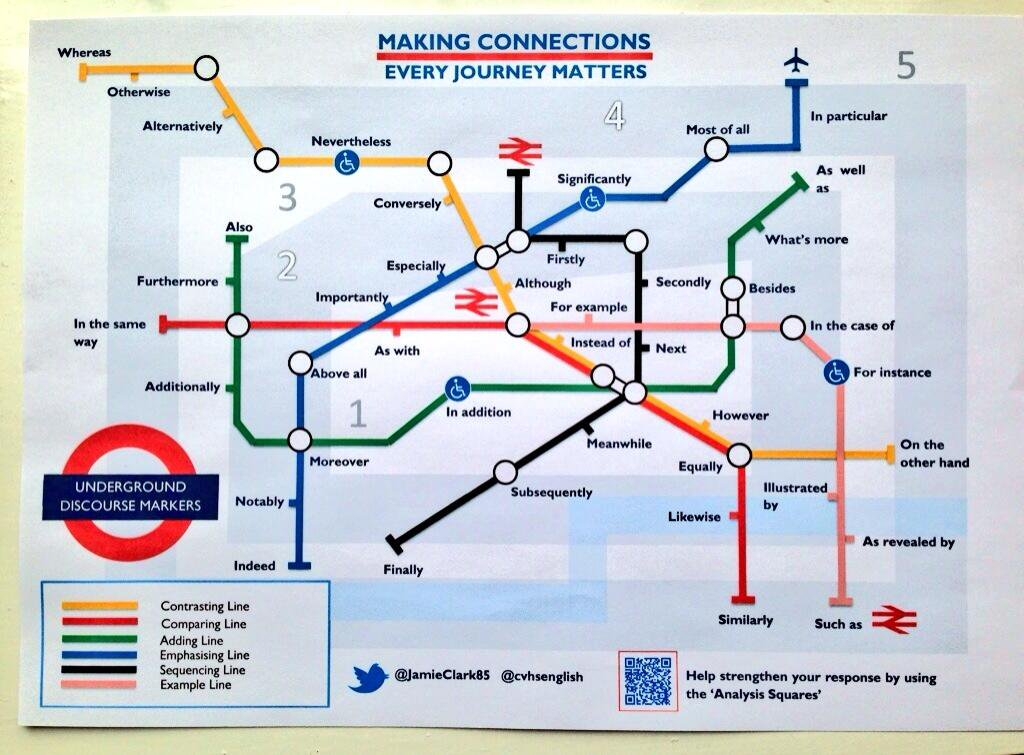 MAKING CONNECTIONS
EVERY JOURNEY MATTERS
5
Whereas
Otherwise
Alternatively
Nevertheless
4
Most of all
In particular
Significantly
As well
as
3
Conversely
Also
What's more
2
Especially
Firstly
Furthermore
Importantly
Although
Secondly
Besides
For example
In the same
way
In the case of
As with
Instead of
Next
Above all
For instance
Additionally
1
In addition
However
Meanwhile
On the
other hand
Moreover
Equally
UNDERGROUND
DISCOURSE MARKERS
Notably
Subsequently
Illustrated
by
Likewise
As revealed by
Indeed
Finally
Similarly
Such as
Contrasting Line
Comparing Line
Adding Line
Emphasising Line
Sequencing Line
Example Line
@JamieClark85 @cvhsenglish
Help strengthen your response by using
the 'Analysis Squares'